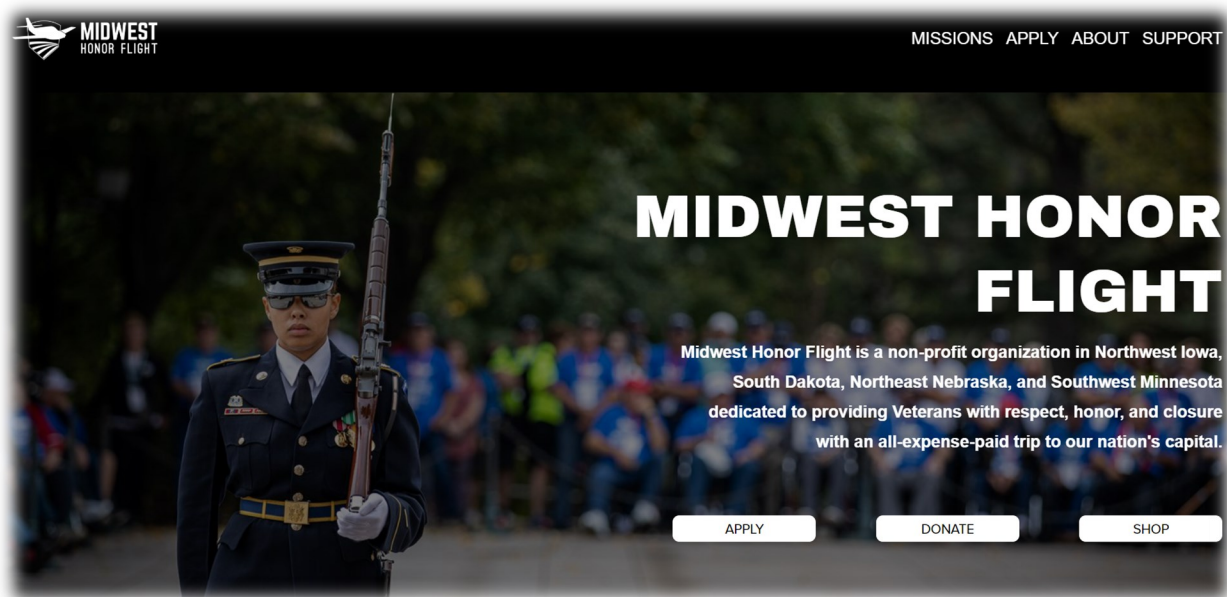 MIDWEST
HONOR FLIGHT
MISSIONS APPLY ABOUT SUPPORT
MIDWEST HONOR
FLIGHT
Midwest Honor Flight is a non-profit organization in Northwest Iowa,
South Dakota, Northeast Nebraska, and Southwest Minnesota
dedicated to providing Veterans with respect, honor, and closure
with an all-expense-paid trip to our nation's capital.
APPLY DONATE SHOP